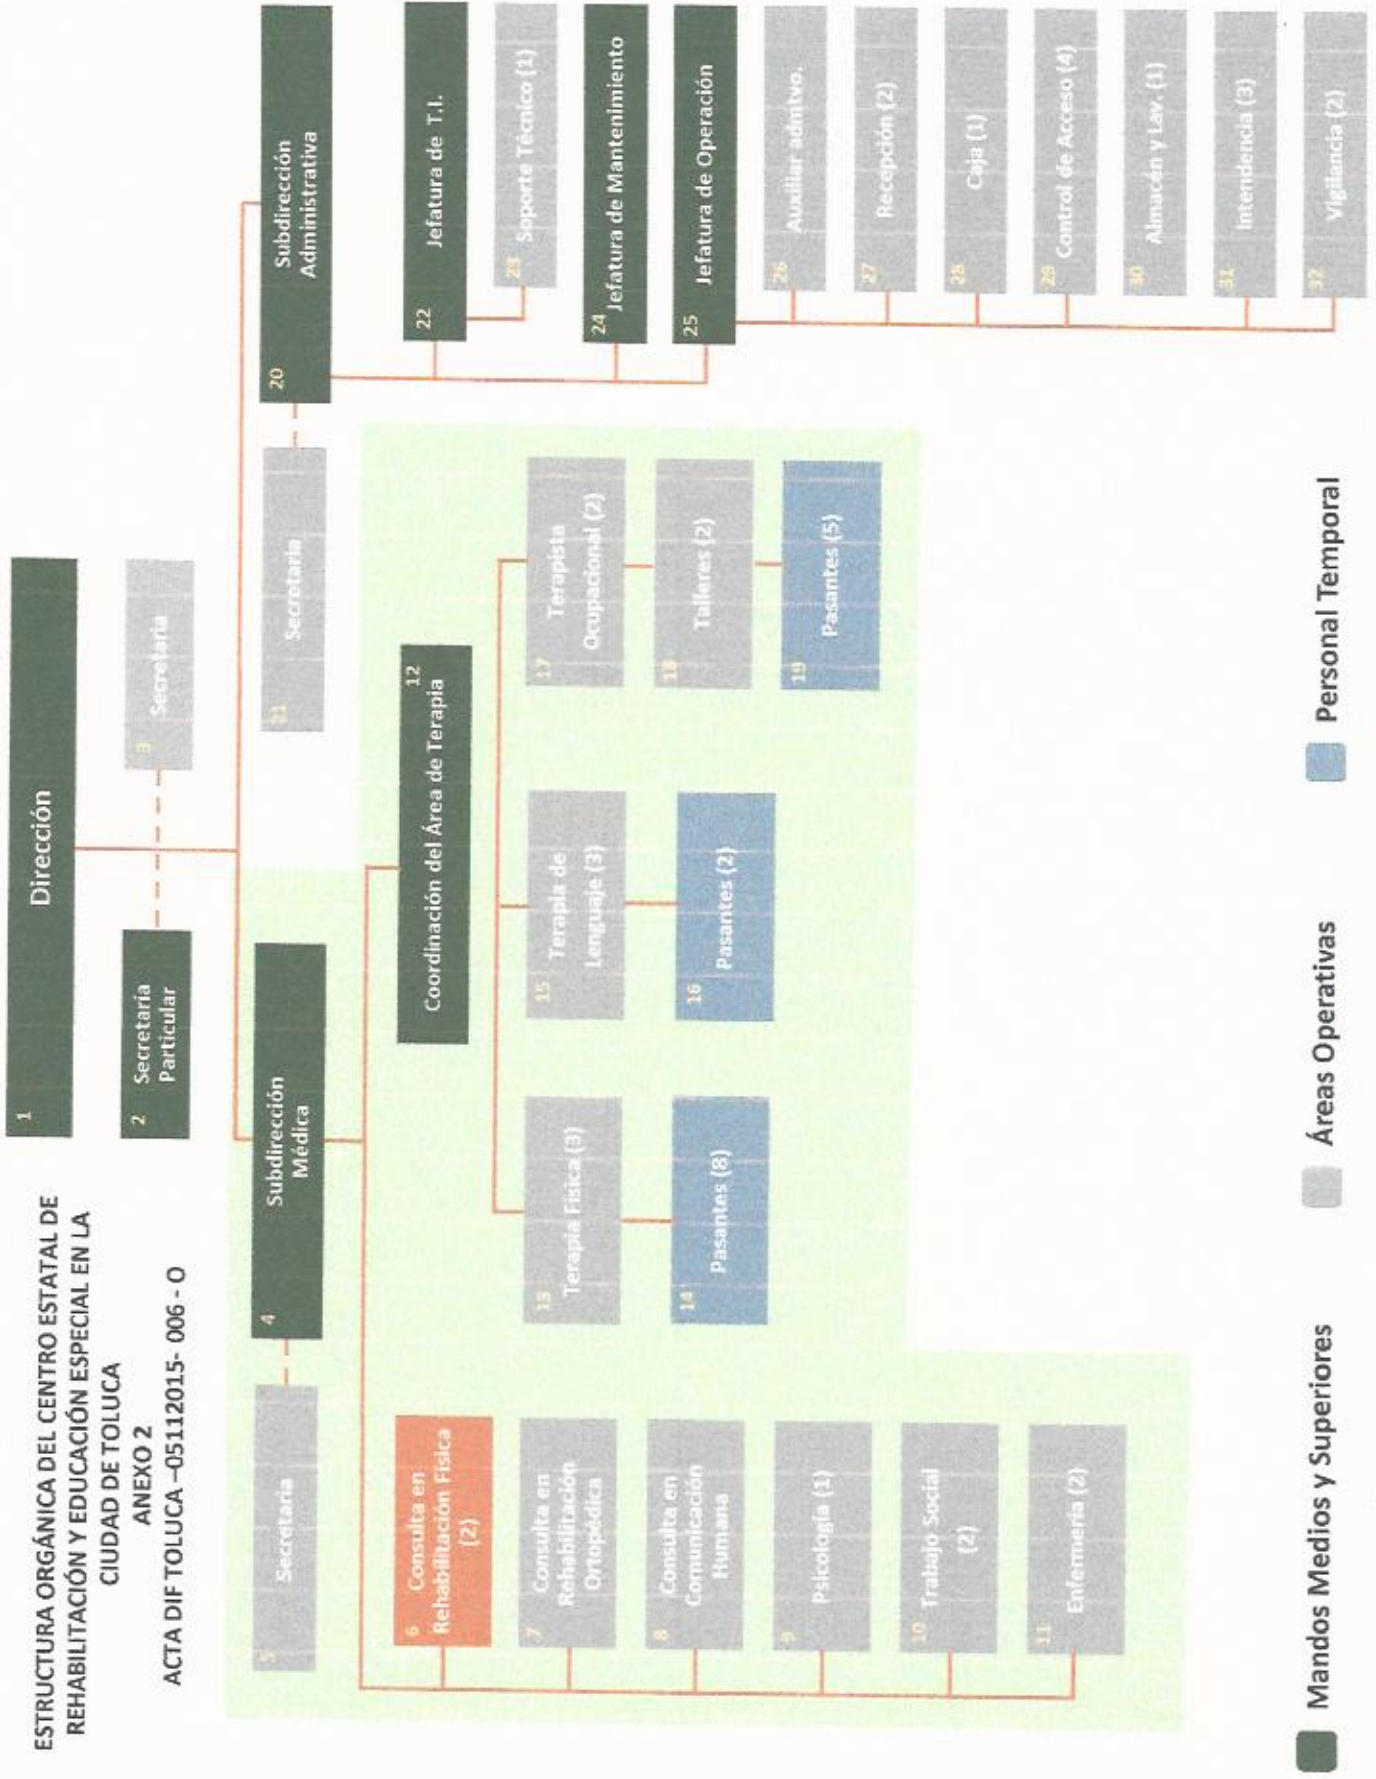 ESTRUCTURA ORGÁNICA DEL CENTRO ESTATAL DE
REHABILITACIÓN Y EDUCACIÓN ESPECIAL EN LA
CIUDAD DE TOLUCA
ANEXO 2
ACTA DIF TOLUCA –05112015- 006 - O
1
Dirección
2
Secretaría
Particular
3
Secretaria
4
Subdirección
Médica
5
Secretaria
6
Consulta en
Rehabilitación Física
(2)
7
Consulta en
Rehabilitación
Ortopédica
8
Consulta en
Comunicación
Humana
9
Psicología (1)
10
Trabajo Social
(2)
11
Enfermería (2)
12
Coordinación del Área de Terapia
13
Terapia Física (3)
14
Pasantes (8)
15
Terapia de
Lenguaje (3)
16
Pasantes (2)
17
Terapista
Ocupacional (2)
18
Talleres (2)
19
Pasantes (5)
20
Subdirección
Administrativa
21
Secretaria
22
Jefatura de T.I.
23
Soporte Técnico (1)
24
Jefatura de Mantenimiento
25
Jefatura de Operación
26
Auxiliar admtvo.
27
Recepción (2)
28
Caja (1)
29
Control de Acceso (4)
30
Almacén y Lav. (1)
31
Intendencia (3)
32
Vigilancia (2)
Mandos Medios y Superiores
Áreas Operativas
Personal Temporal